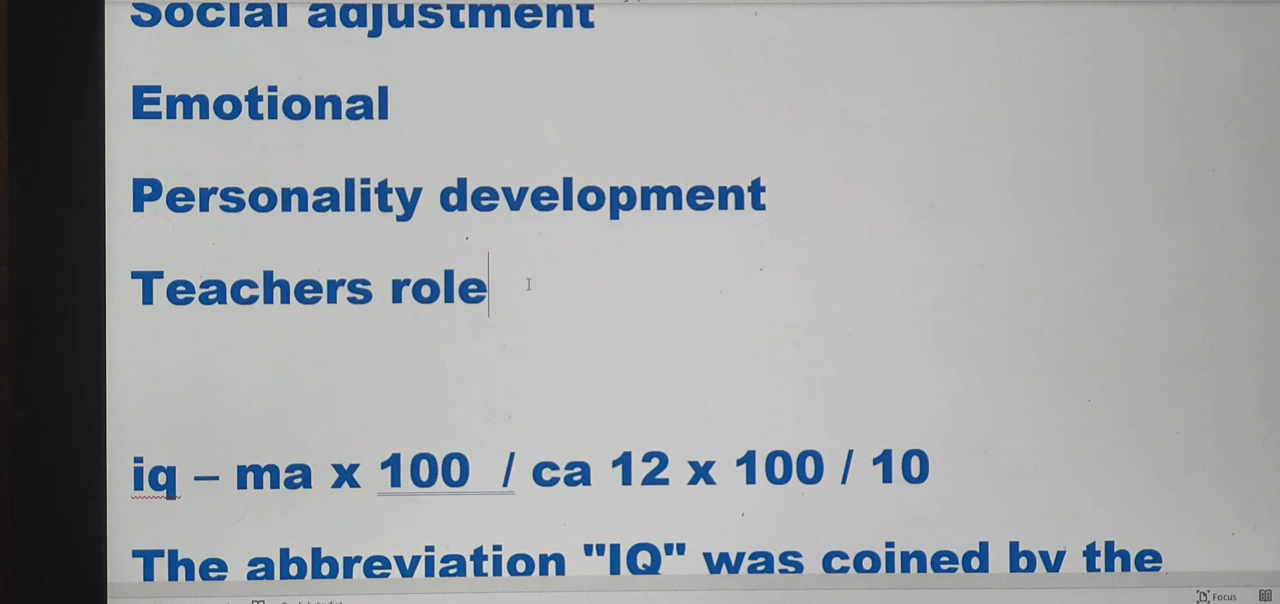 Social adjustment
Emotional
Personality development
Teachers role
iq – ma x 100 / ca 12 x 100 / 10
The abbreviation "IQ" was coined by the
Focus